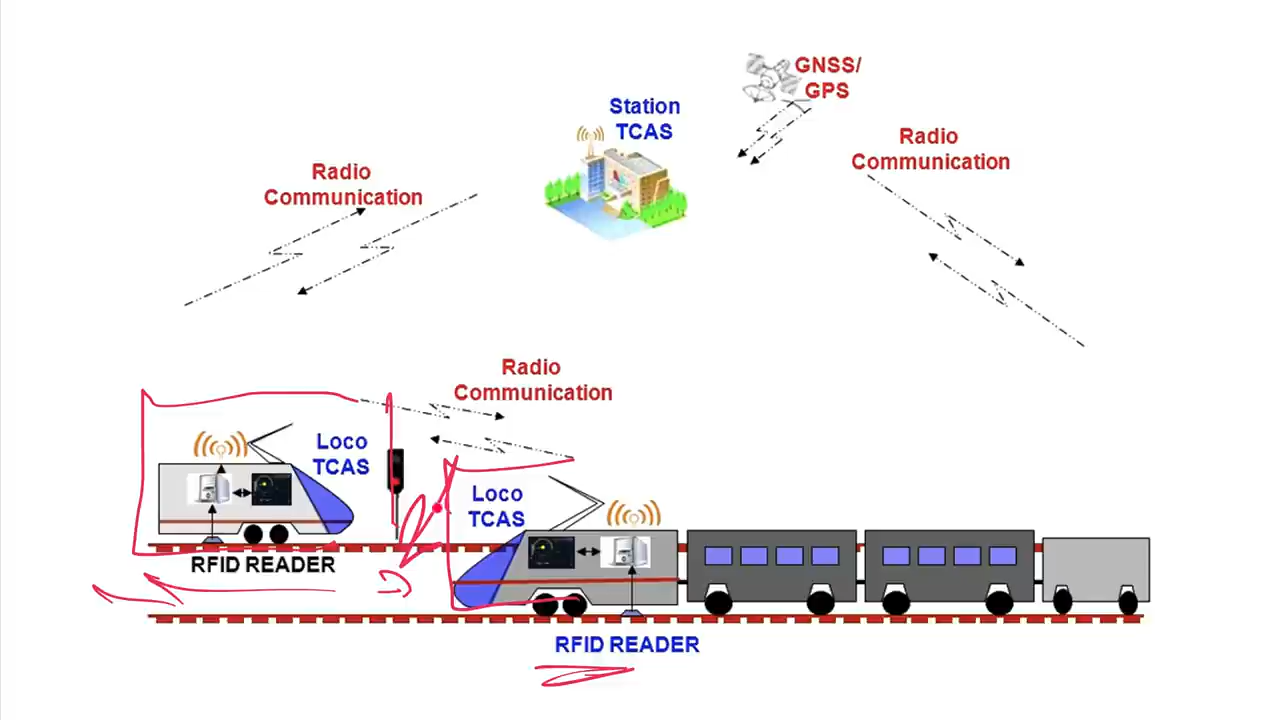 GNSS/
GPS
Station
TCAS
Radio
Communication
Radio
Communication
Radio
Communication
Loco
TCAS
Loco
TCAS
RFID READER
RFID READER